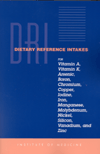 DRI
DIETARY REFERENCE INTAKES
FOR
Vitamin A,
Vitamin K,
Arsenic,
Boron,
Chromium,
Copper,
Iodine,
Iron,
Manganese,
Molybdenum,
Nickel,
Silicon,
Vanadium, and
Zinc
INSTITUTE OF MEDICINE